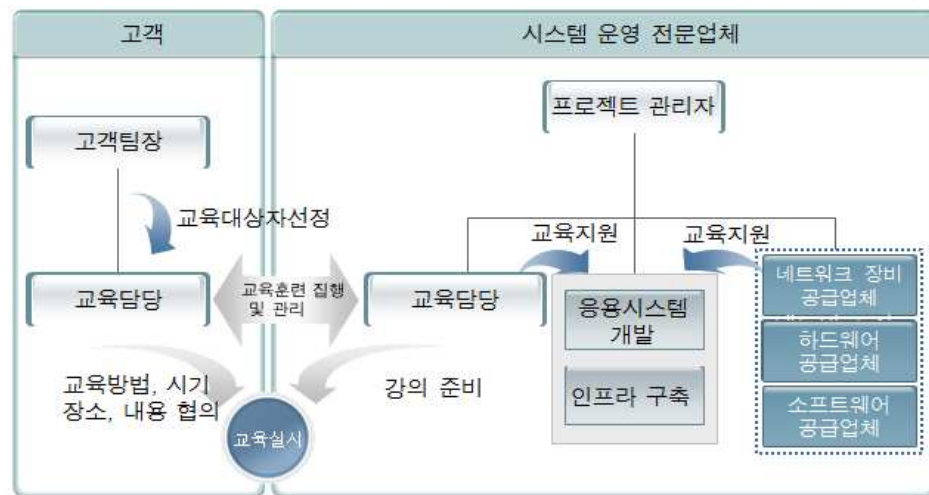 고객
시스템 운영 전문업체
프로젝트 관리자
고객팀장
교육대상자선정
교육지원
교육지원
교육담당
교육훈련 집행
및 관리
교육담당
응용시스템
개발
인프라 구축
네트워크 장비
공급업체
하드웨어
공급업체
소프트웨어
공급업체
교육방법, 시기
장소, 내용 협의
강의 준비
교육실시